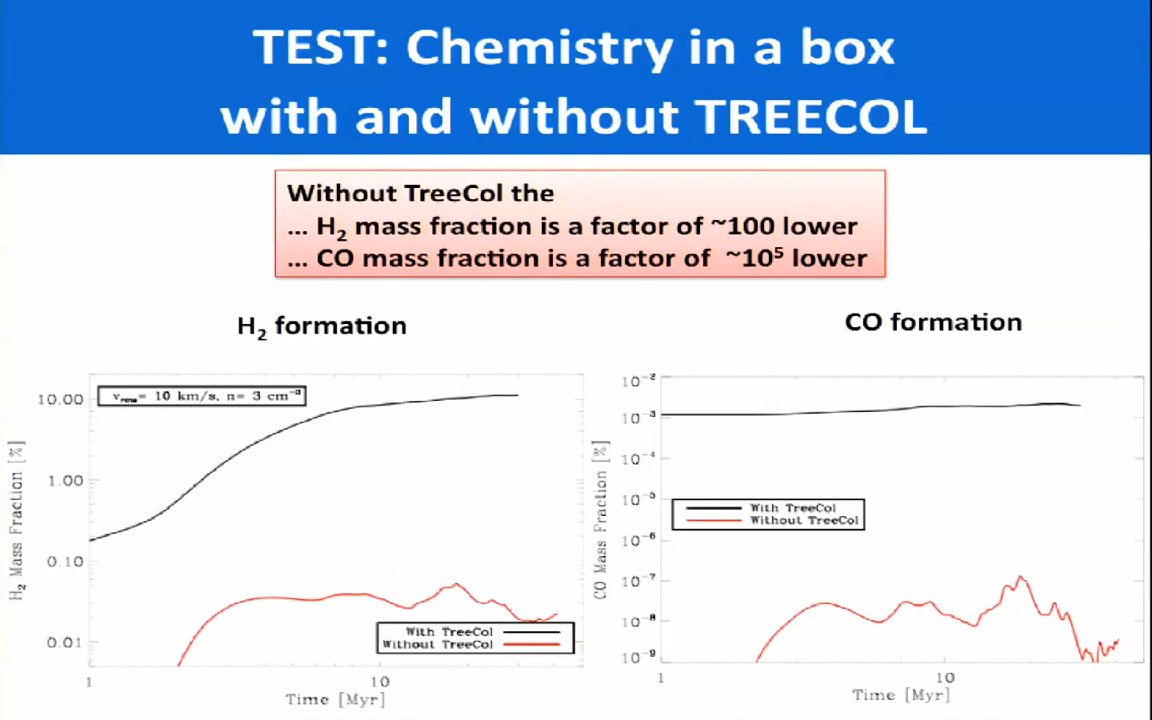 TEST: Chemistry in a box
with and without TREECOL
Without TreeCol the
... H₂ mass fraction is a factor of ~100 lower
... CO mass fraction is a factor of ~10⁵ lower
H₂ formation
CO formation
v = 10 km/s, n= 3 cm⁻³
10.00
1.00
0.10
0.01
H₂ Mass Fraction [%]
With TreeCol
Without TreeCol
1
10
Time [Myr]
10⁻²
10⁻³
10⁻⁴
10⁻⁵
10⁻⁶
10⁻⁷
10⁻⁸
10⁻⁹
CO Mass Fraction [%]
With TreeCol
Without TreeCol
1
10
Time [Myr]